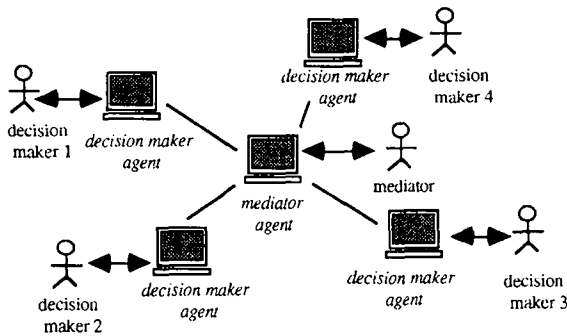 decision maker
agent
decision
maker 4
decision
maker 1
decision maker
agent
mediator
agent
mediator
decision
maker 2
decision maker
agent
decision maker
agent
decision
maker 3